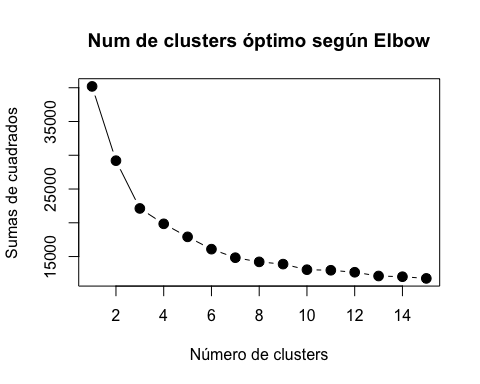 Num de clusters óptimo según Elbow
Sumas de cuadrados
35000
25000
15000
2 4 6 8 10 12 14
Número de clusters